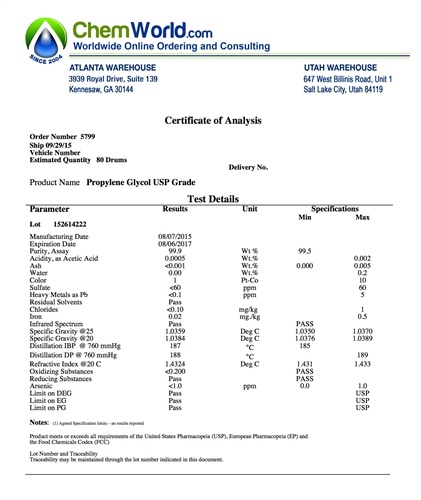 ChemWorld.com
SINCE 2004
Worldwide Online Ordering and Consulting
ATLANTA WAREHOUSE UTAH WAREHOUSE
3939 Royal Drive, Suite 139 647 West Billinis Road, Unit 1
Kennesaw, GA 30144 Salt Lake City, Utah 84119
Certificate of Analysis
Order Number 5799
Ship 09/29/15
Vehicle Number
Estimated Quantity 80 Drums
Delivery No.
Product Name Propylene Glycol USP Grade
Test Details
Parameter Results Unit Specifications
Min Max
Lot 152614222
Manufacturing Date 08/07/2015
Expiration Date 08/06/2017
Purity, Assay 99.9 Wt.% 99.5
Acidity, as Acetic Acid 0.0005 Wt.% 0.002
Ash <0.001 Wt.% 0.000 0.005
Water 0.00 Wt.% 0.2
Color 1 Pt-Co 10
Sulfate <60 ppm 60
Heavy Metals as Pb <0.1 ppm 5
Residual Solvents Pass
Chlorides <0.10 mg/kg 1
Iron 0.02 mg./kg 0.5
Infrared Spectrum Pass PASS
Specific Gravity @25 1.0359 Deg C 1.0350 1.0370
Specific Gravity @20 1.0384 Deg C 1.0376 1.0389
Distillation IBP @ 760 mmHg 187 °C 185
Distillation DP @ 760 mmHg 188 °C 189
Refractive Index @20 C 1.4324 Deg C 1.431 1.433
Oxidizing Substances <0.200 PASS
Reducing Substances Pass PASS
Arsenic <1.0 ppm 0.0 1.0
Limit on DEG Pass USP
Limit on EG Pass USP
Limit on PG Pass USP
Notes: (1) Agreed Specification limits - no results reported
Product meets or exceeds all requirements of the United States Pharmacopeia (USP), European Pharmacopeia (EP) and
the Food Chemicals Codex (FCC)
Lot Number and Traceability
Traceability may be maintained through the lot number indicated in this document.